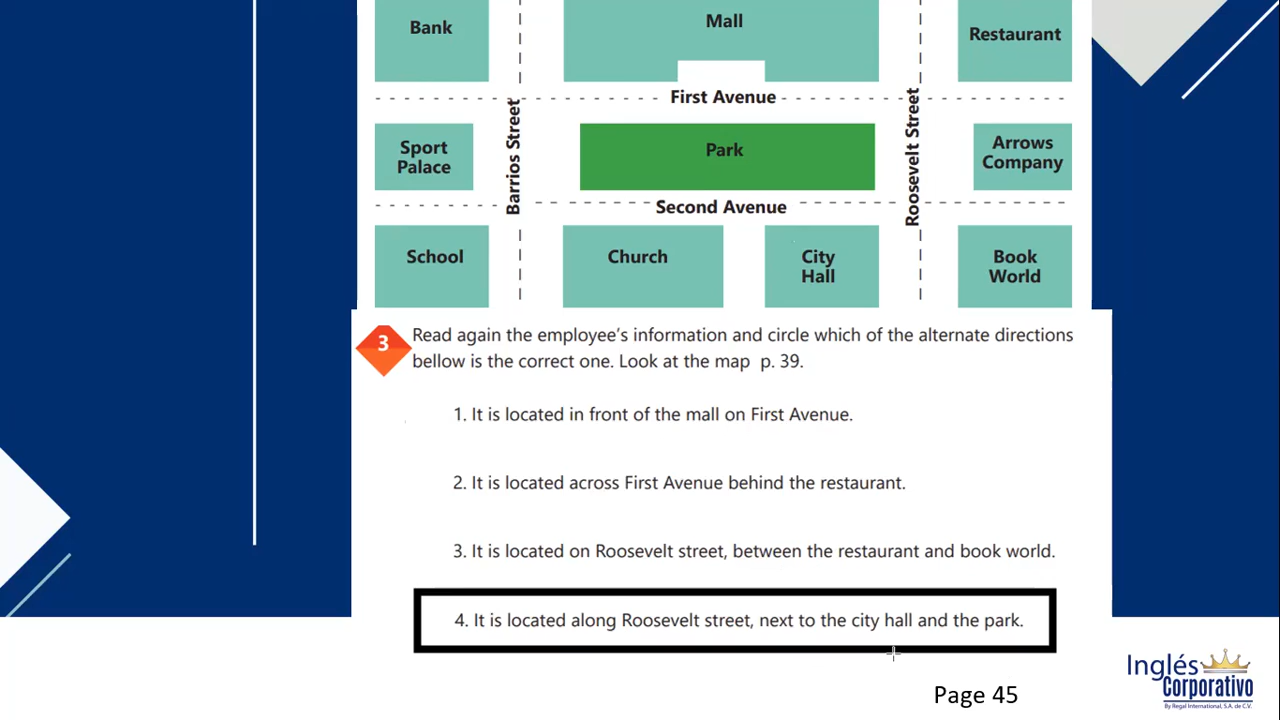 Bank
Mall
Restaurant
First Avenue
Barrios Street
Roosevelt Street
Sport
Palace
Park
Arrows
Company
Second Avenue
School
Church
City
Hall
Book
World
3
Read again the employee's information and circle which of the alternate directions
bellow is the correct one. Look at the map p. 39.
1. It is located in front of the mall on First Avenue.
2. It is located across First Avenue behind the restaurant.
3. It is located on Roosevelt street, between the restaurant and book world.
4. It is located along Roosevelt street, next to the city hall and the park.
Page 45
Inglés
Corporativo
By Regal International, S.A. de C.V.